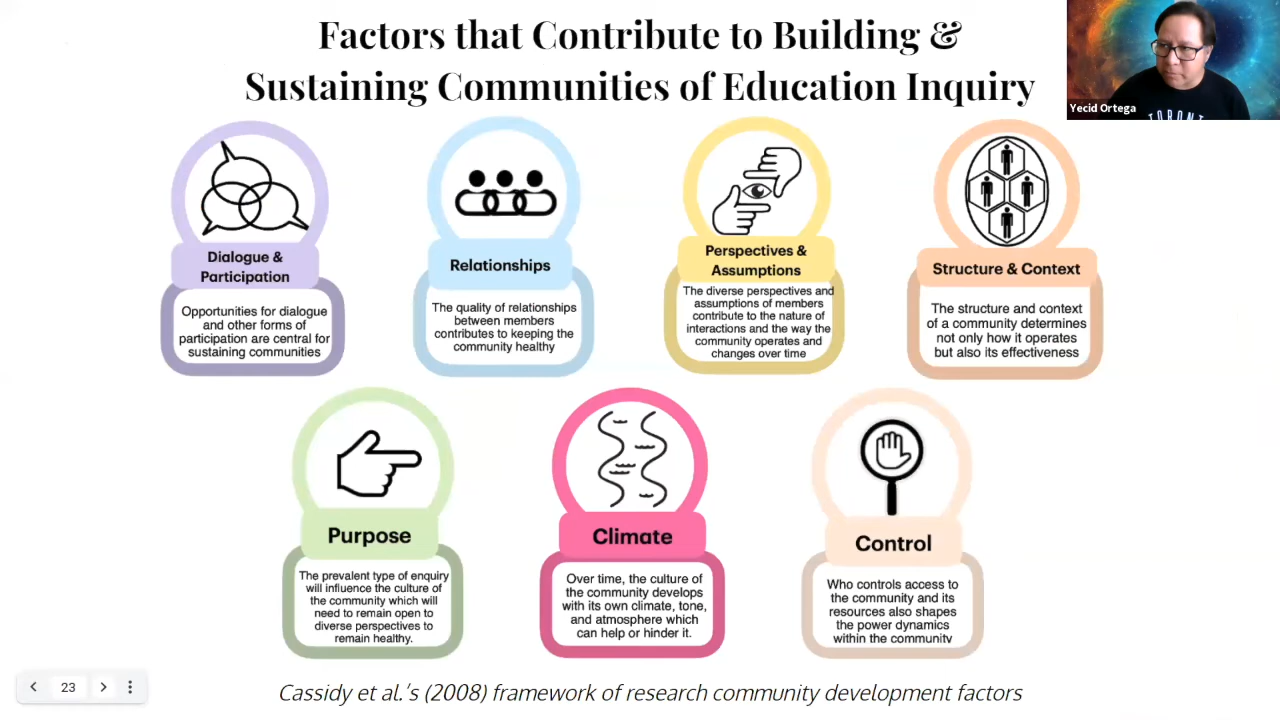 Factors that Contribute to Building &
Sustaining Communities of Education Inquiry
Yecid Ortega
Dialogue &
Participation
Opportunities for dialogue
and other forms of
participation are central for
sustaining communities
Relationships
The quality of relationships
between members
contributes to keeping the
community healthy
Perspectives &
Assumptions
The diverse perspectives and
assumptions of members
contribute to the nature of
interactions and the way the
community operates and
changes over time
Structure & Context
The structure and context
of a community determines
not only how it operates
but also its effectiveness
Purpose
The prevalent type of enquiry
will influence the culture of
the community which will
need to remain open to
diverse perspectives to
remain healthy.
Climate
Over time, the culture of
the community develops
with its own climate, tone,
and atmosphere which
can help or hinder it.
Control
Who controls access to
the community and its
resources also shapes
the power dynamics
within the community
23
Cassidy et al.'s (2008) framework of research community development factors